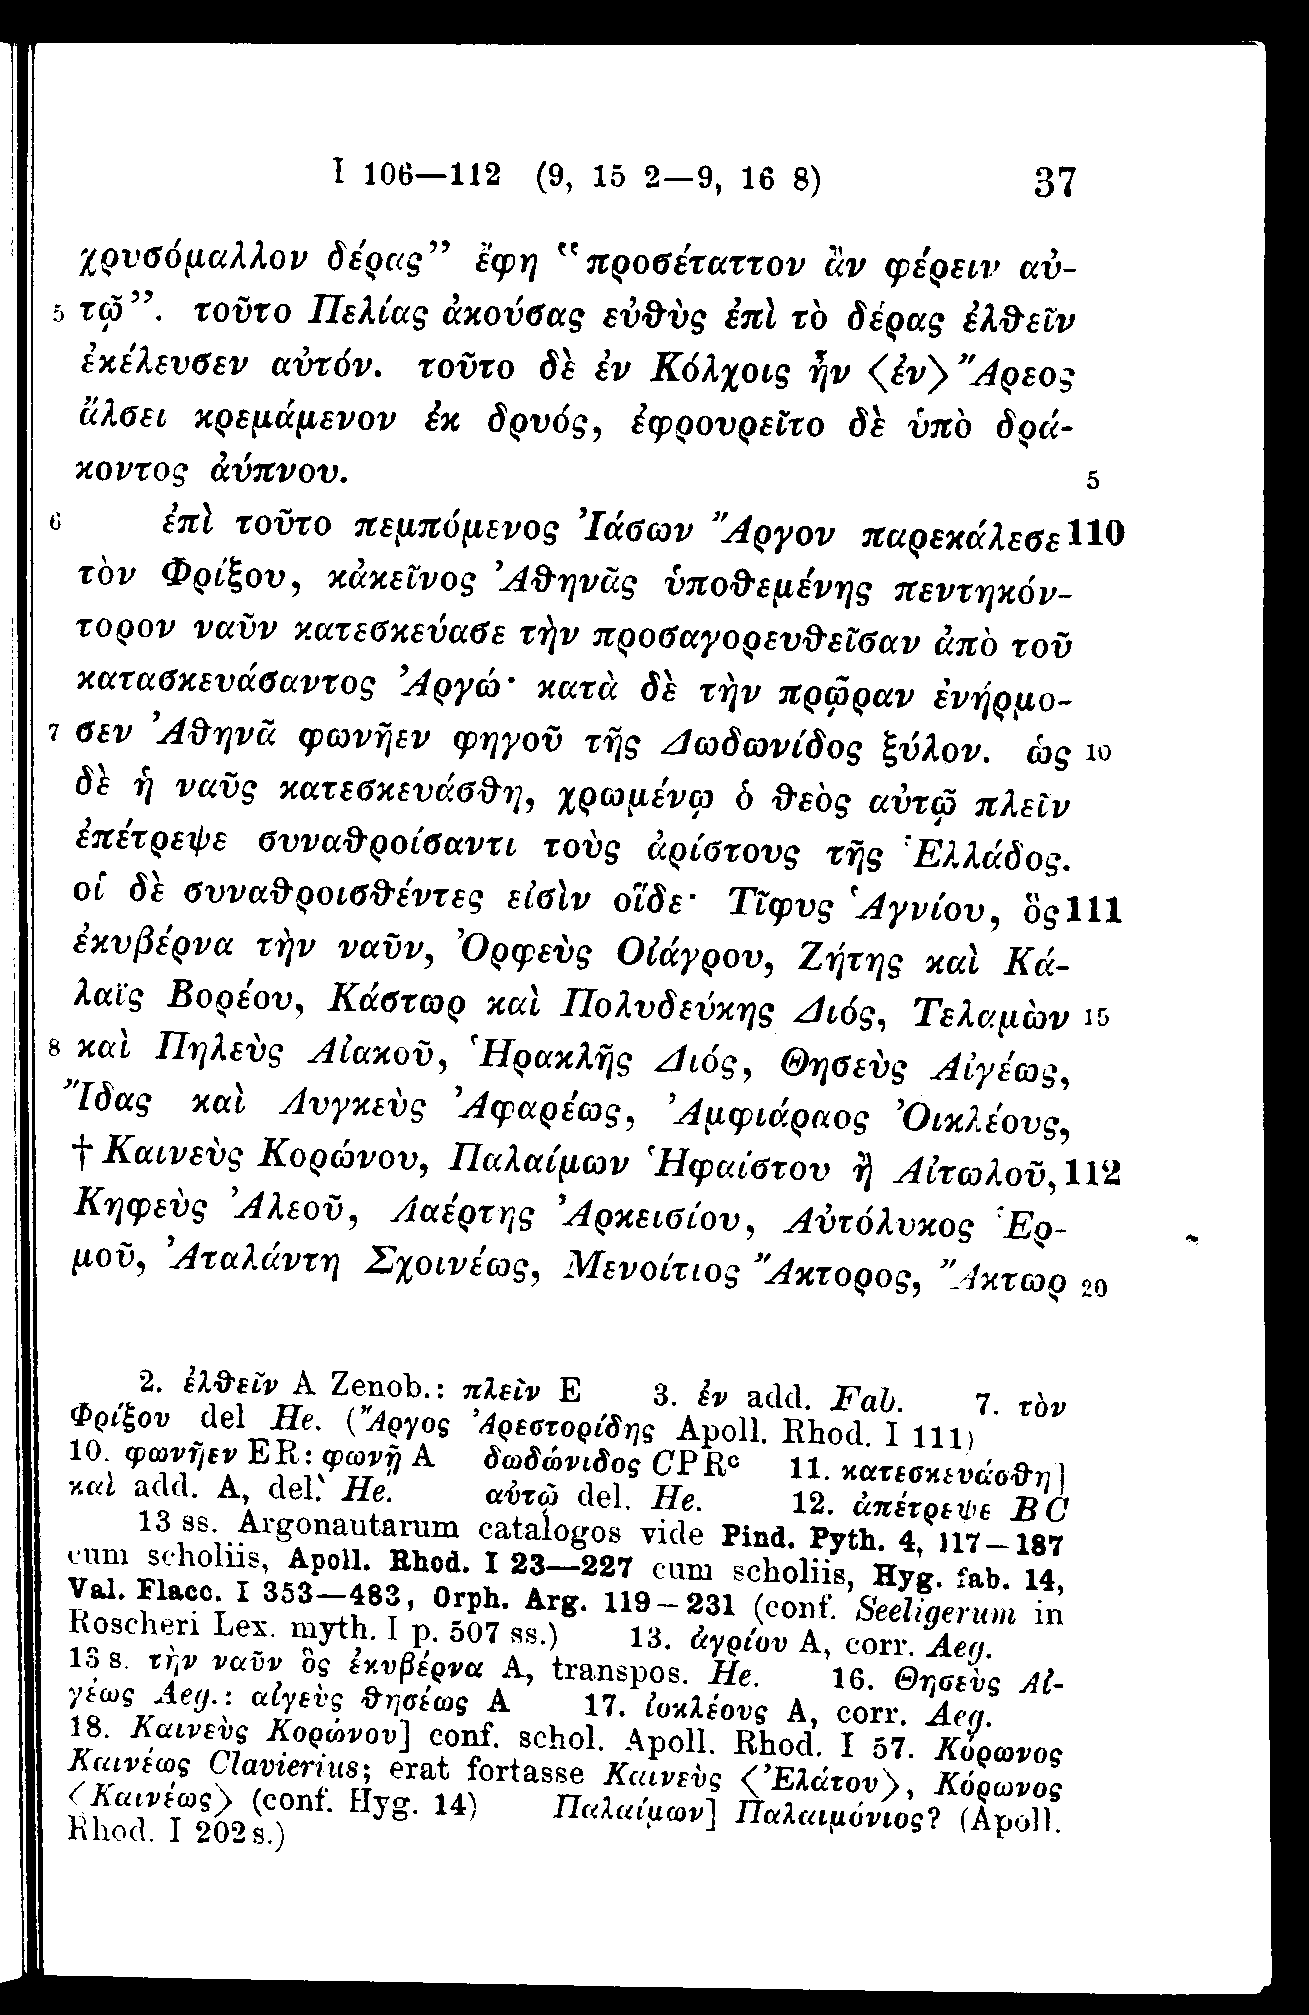 I 106—112 (9, 15 2—9, 16 8) 37
χρυσόμαλλον δέρας” ἔφη “προσέταττον ἂν φέρειν αὐ-
5 τῷ”. τοῦτο Πελίας ἀκούσας εὐθὺς ἐπὶ τὸ δέρας ἐλθεῖν
ἐκέλευσεν αὐτόν. τοῦτο δὲ ἐν Κόλχοις ἦν ⟨ἐν⟩ Ἄρεος
ἄλσει κρεμάμενον ἐκ δρυός, ἐφρουρεῖτο δὲ ὑπὸ δρά-
κοντος ἀύπνου. 5
6 ἐπὶ τοῦτο πεμπόμενος Ἰάσων Ἄργον παρεκάλεσε 110
τὸν Φρίξου, κἀκεῖνος Ἀθηνᾶς ὑποθεμένης πεντηκόν-
τορον ναῦν κατεσκεύασε τὴν προσαγορευθεῖσαν ἀπὸ τοῦ
κατασκευάσαντος Ἀργώ· κατὰ δὲ τὴν πρῷραν ἐνήρμο-
7 σεν Ἀθηνᾶ φωνῆεν φηγοῦ τῆς Δωδωνίδος ξύλον. ὡς 10
δὲ ἡ ναῦς κατεσκευάσθη, χρωμένῳ ὁ θεὸς αὐτῷ πλεῖν
ἐπέτρεψε συναθροίσαντι τοὺς ἀρίστους τῆς Ἑλλάδος.
οἱ δὲ συναθροισθέντες εἰσὶν οἵδε· Τῖφυς Ἁγνίου, ὃς 111
ἐκυβέρνα τὴν ναῦν, Ὀρφεὺς Οἰάγρου, Ζήτης καὶ Κά-
λαϊς Βορέου, Κάστωρ καὶ Πολυδεύκης Διός, Τελαμὼν 15
8 καὶ Πηλεὺς Αἰακοῦ, Ἡρακλῆς Διός, Θησεὺς Αἰγέως,
Ἴδας καὶ Λυγκεὺς Ἀφαρέως, Ἀμφιάραος Ὀικλέους,
† Καινεὺς Κορώνου, Παλαίμων Ἡφαίστου ἢ Αἰτωλοῦ, 112
Κηφεὺς Ἀλεοῦ, Λαέρτης Ἀρκεισίου, Αὐτόλυκος Ἑρ-
μοῦ, Ἀταλάντη Σχοινέως, Μενοίτιος Ἄκτορος, Ἄκτωρ 20
2. ἐλθεῖν A Zenob.: πλεῖν E 3. ἐν add. Fab. 7. τὸν
Φρίξου del He. (Ἄργος Ἀρεστορίδης Apoll. Rhod. I 111)
10. φωνῆεν ER: φωνῇ A δωδώνιδος CPRᶜ 11. κατεσκευάσθη]
καὶ add. A, del. He. αὐτῷ del. He. 12. ἀπέτρεψε BC
13 ss. Argonautarum catalogos vide Pind. Pyth. 4, 117—187
cum scholiis, Apoll. Rhod. I 23—227 cum scholiis, Hyg. fab. 14,
Val. Flacc. I 353—483, Orph. Arg. 119—231 (conf. Seeligerum in
Roscheri Lex. myth. I p. 507 ss.) 13. ἀγρίου A, corr. Aeg.
13 s. τὴν ναῦν ὃς ἐκυβέρνα A, transpos. He. 16. Θησεὺς Αἰ-
γέως Aeg.: αἰγεὺς θησέως A 17. ἰοκλέους A, corr. Aeg.
18. Καινεὺς Κορώνου] conf. schol. Apoll. Rhod. I 57. Κόρωνος
Καινέως Clavierius; erat fortasse Καινεὺς ⟨Ἐλάτου⟩, Κόρωνος
⟨Καινέως⟩ (conf. Hyg. 14) Παλαίμων] Παλαιμόνιος? (Apoll.
Rhod. I 202 s.)